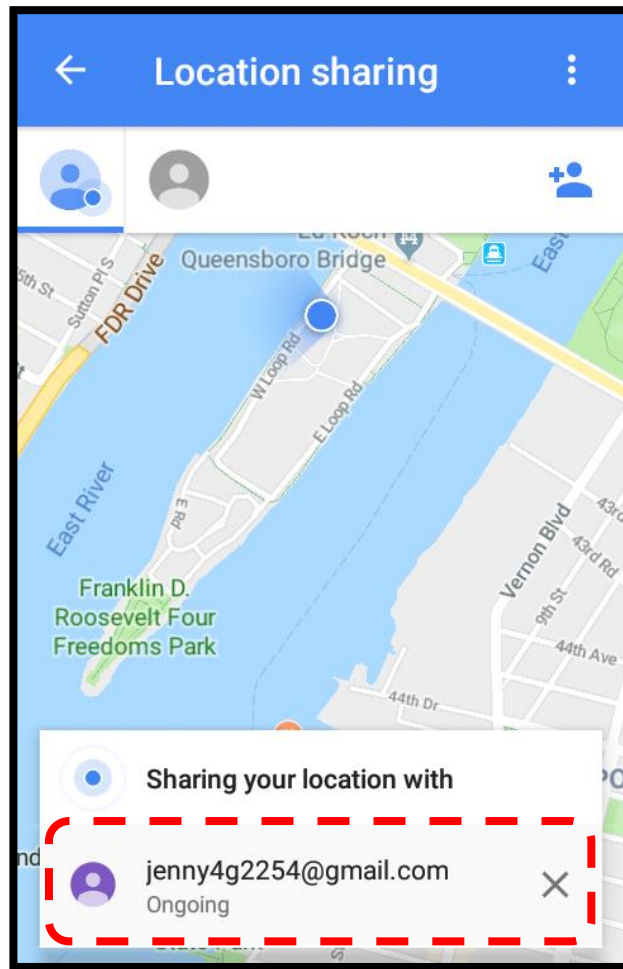 Location sharing
Queensboro Bridge
East
5th St
Sutton Pl S
FDR Drive
W Loop Rd
E Loop Rd
East River
E Rd
Franklin D.
Roosevelt Four
Freedoms Park
Vernon Blvd
43rd
43rd Rd
9th St
44th Ave
44th Dr
Sharing your location with
jenny4g2254@gmail.com
Ongoing